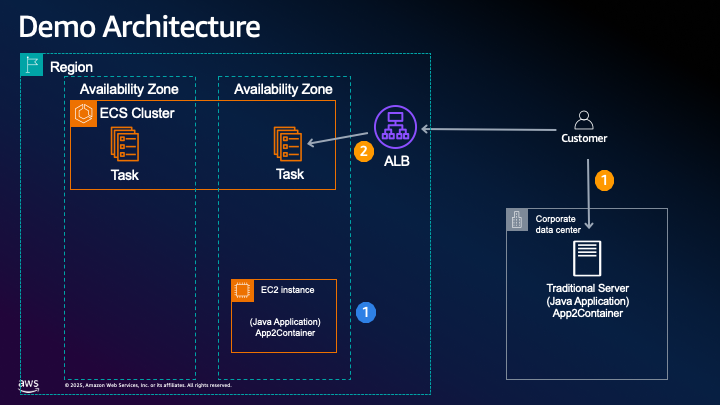 Demo Architecture
Region
Availability Zone
Availability Zone
ECS Cluster
Task
Task
2
ALB
Customer
1
Corporate
data center
Traditional Server
(Java Application)
App2Container
EC2 instance
(Java Application)
App2Container
1
aws
© 2025, Amazon Web Services, Inc. or its affiliates. All rights reserved.